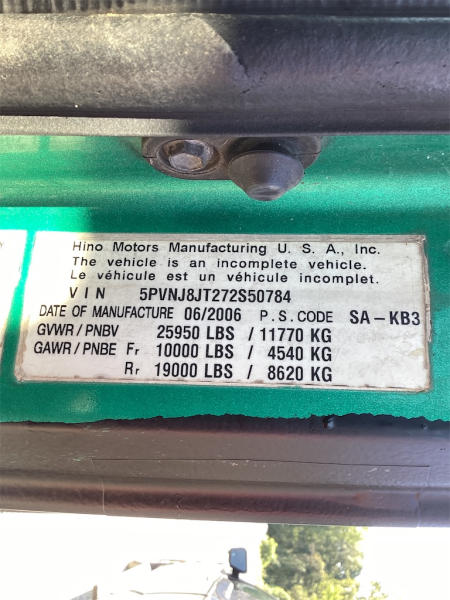 Hino Motors Manufacturing U. S. A., Inc.
The vehicle is an incomplete vehicle.
Le véhicule est un véhicule incomplet.
V I N 5PVNJ8JT272S50784
DATE OF MANUFACTURE 06/2006 P. S. CODE SA-KB3
GVWR / PNBV 25950 LBS / 11770 KG
GAWR / PNBE Fr 10000 LBS / 4540 KG
Rr 19000 LBS / 8620 KG